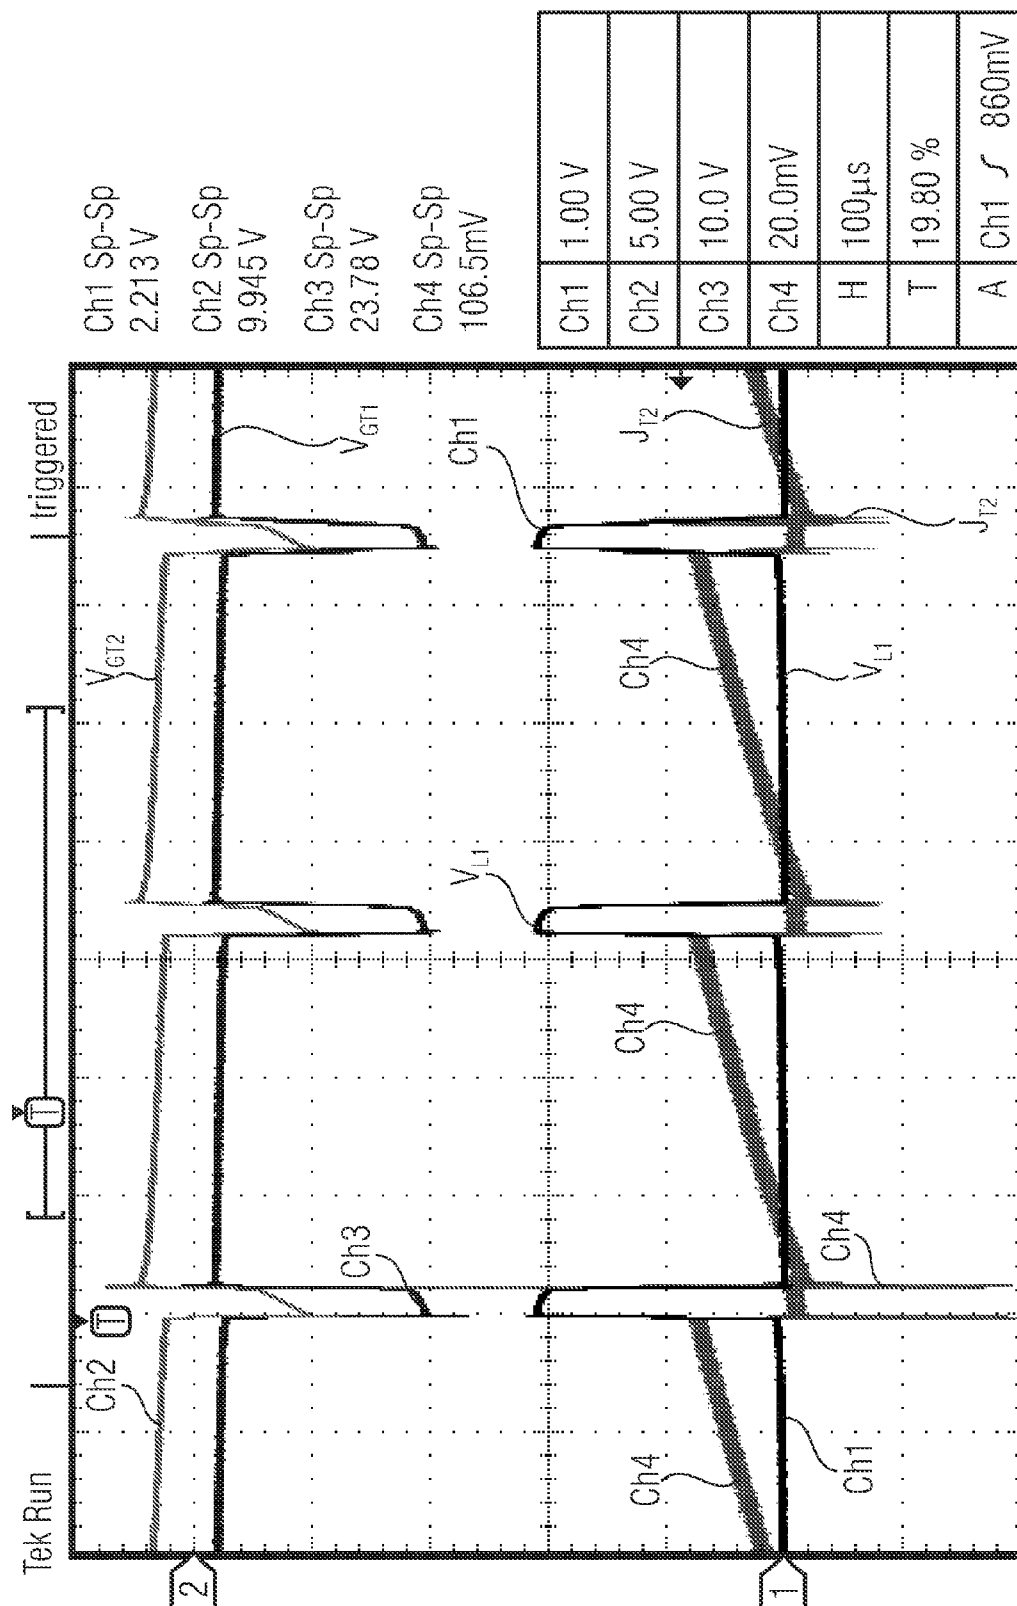 Tek Run
triggered
T
T
Ch2
V_GT2
V_GT1
Ch3
V_L1
Ch1
J_T2
Ch4
Ch4
Ch4
V_L1
J_T2
Ch4
Ch1
2
1
Ch1 Sp-Sp
2.213 V
Ch2 Sp-Sp
9.945 V
Ch3 Sp-Sp
23.78 V
Ch4 Sp-Sp
106.5mV
Ch1 1.00 V
Ch2 5.00 V
Ch3 10.0 V
Ch4 20.0mV
H 100µs
T 19.80 %
A Ch1 ʃ 860mV